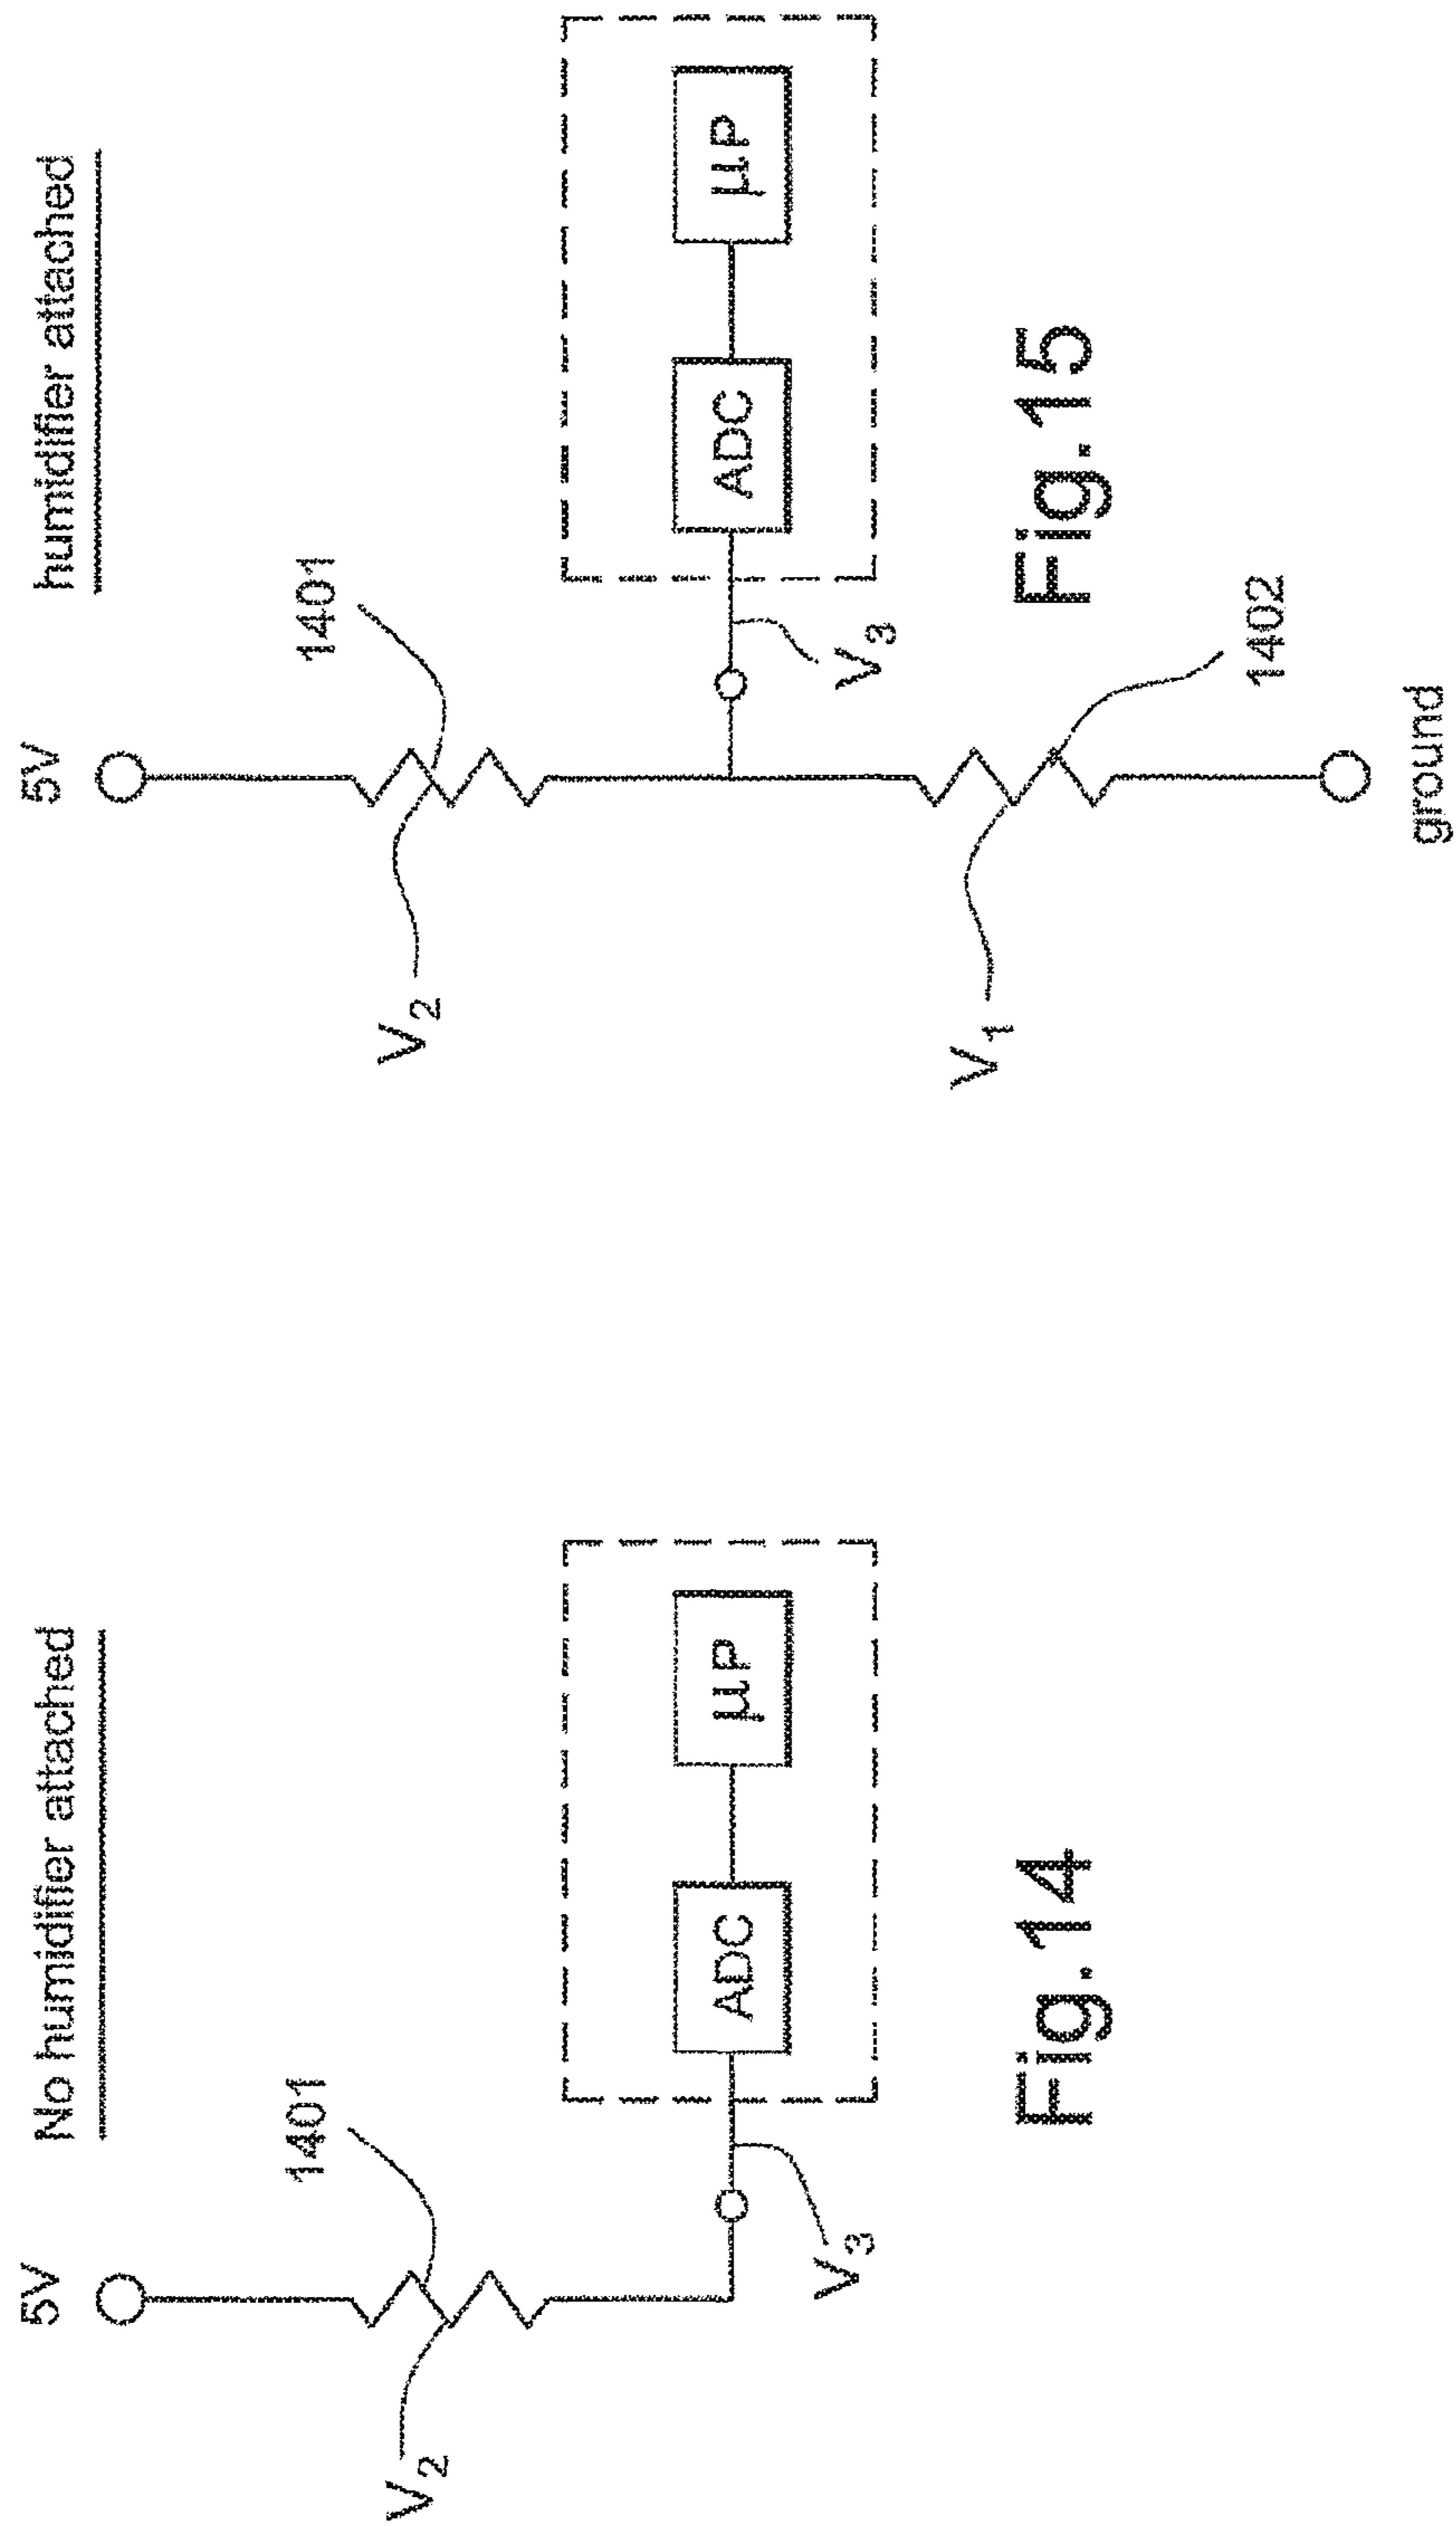 No humidifier attached
5V
1401
V2
ADC
µP
V3
Fig.14
humidifier attached
5V
1401
V2
ADC
µP
V3
V1
1402
ground
Fig.15